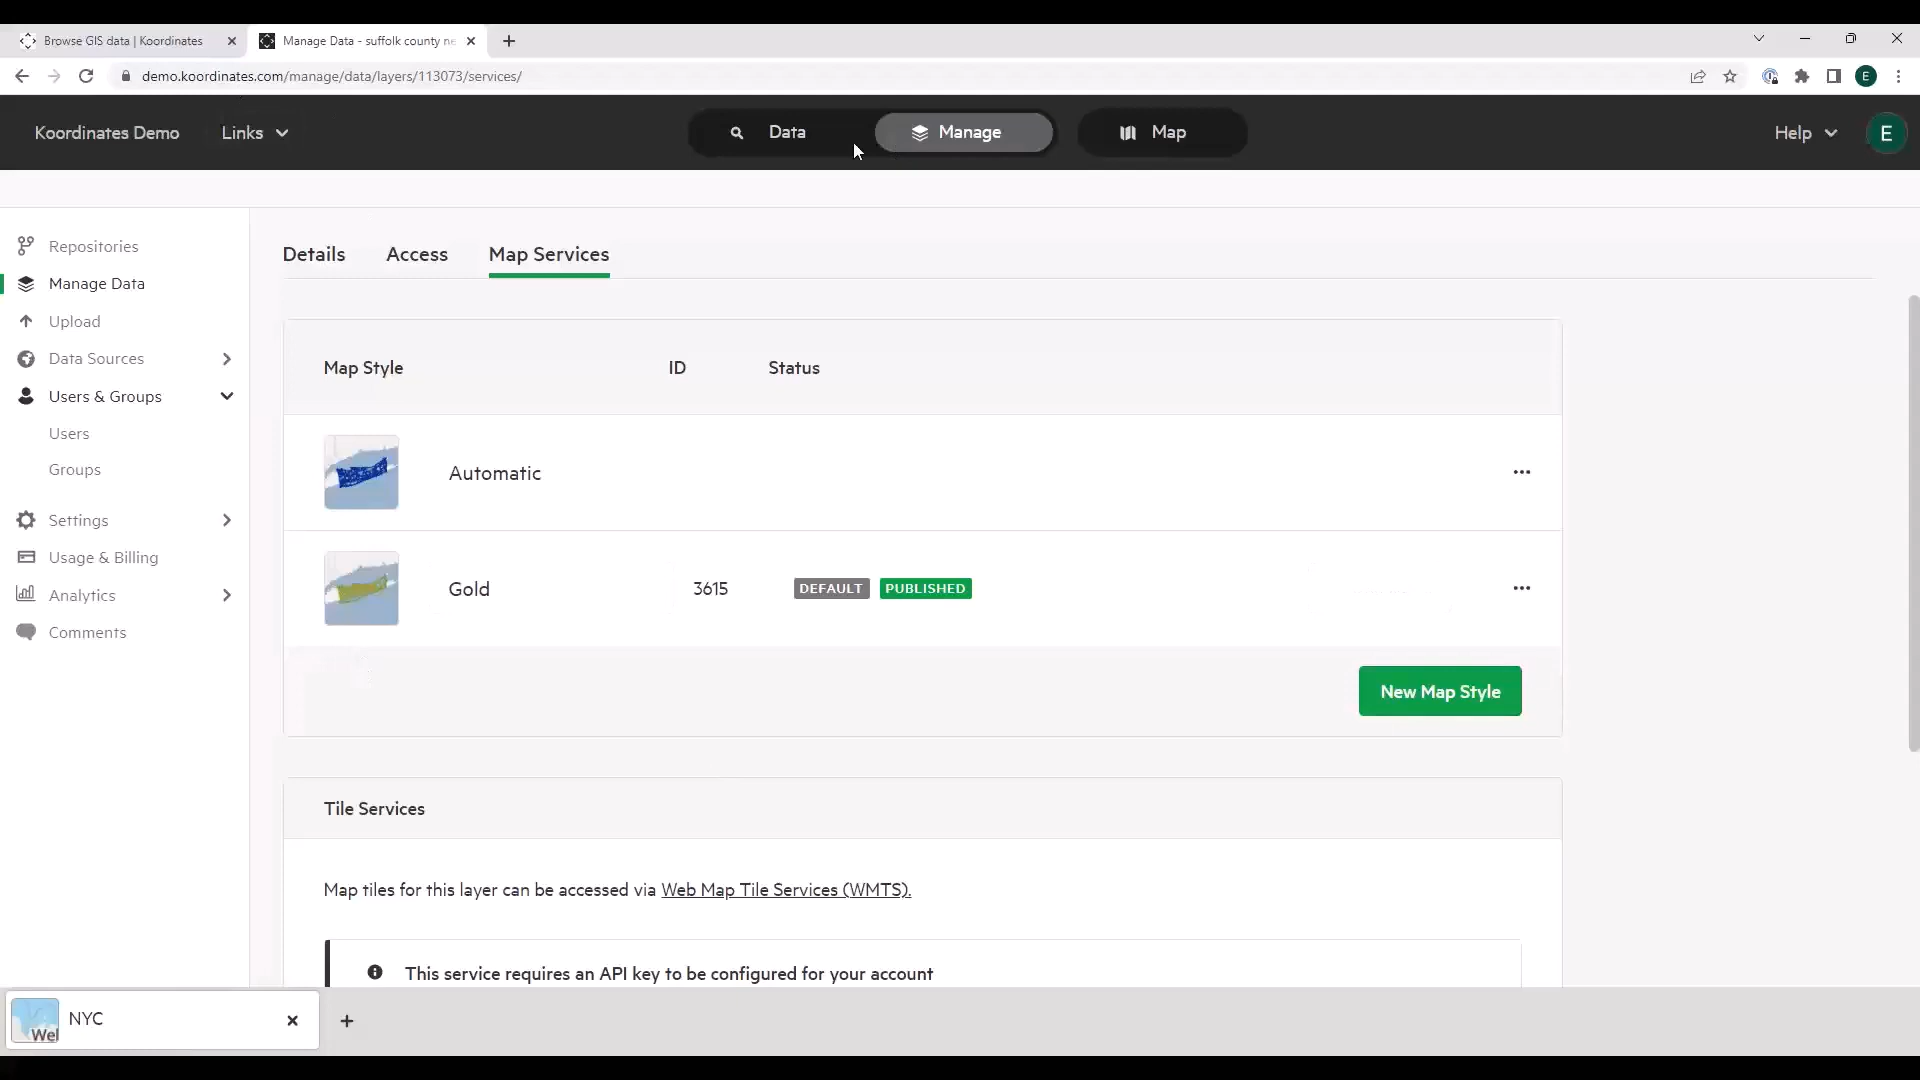 Browse GIS data | Koordinates
Manage Data - suffolk county ne
demo.koordinates.com/manage/data/layers/113073/services/
E
Koordinates Demo
Links
Data
Manage
Map
Help
E
Repositories
Manage Data
Upload
Data Sources
Users & Groups
Users
Groups
Settings
Usage & Billing
Analytics
Comments
Details Access Map Services
Map Style ID Status
Automatic
Gold 3615 DEFAULT PUBLISHED
New Map Style
Tile Services
Map tiles for this layer can be accessed via Web Map Tile Services (WMTS).
This service requires an API key to be configured for your account
Wel
NYC